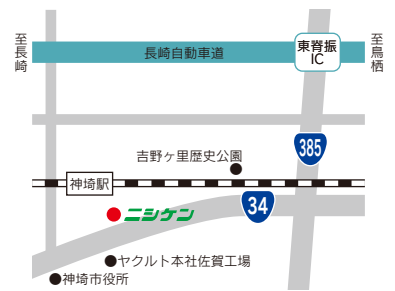 至長崎
長崎自動車道
東脊振
IC
至鳥栖
385
吉野ヶ里歴史公園
神埼駅
ニシケン
34
ヤクルト本社佐賀工場
神埼市役所